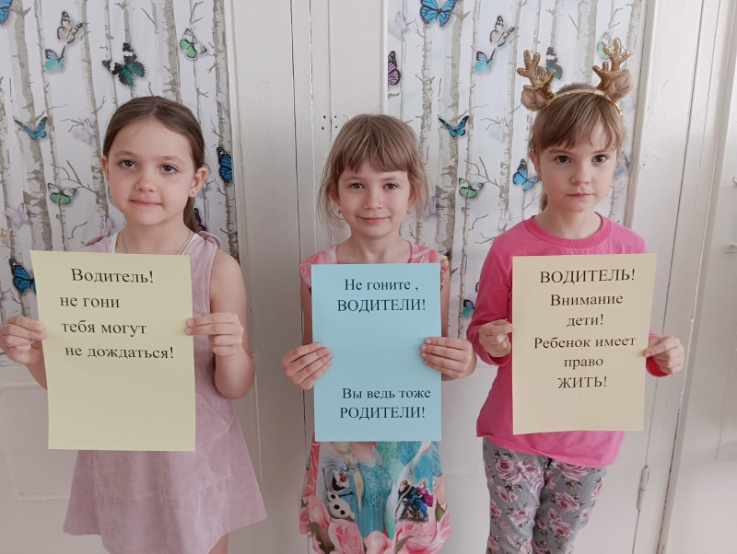 Водитель!
не гони
тебя могут
не дождаться!
Не гоните ,
ВОДИТЕЛИ!
Вы ведь тоже
РОДИТЕЛИ!
ВОДИТЕЛЬ!
Внимание
дети!
Ребенок имеет
право
ЖИТЬ!